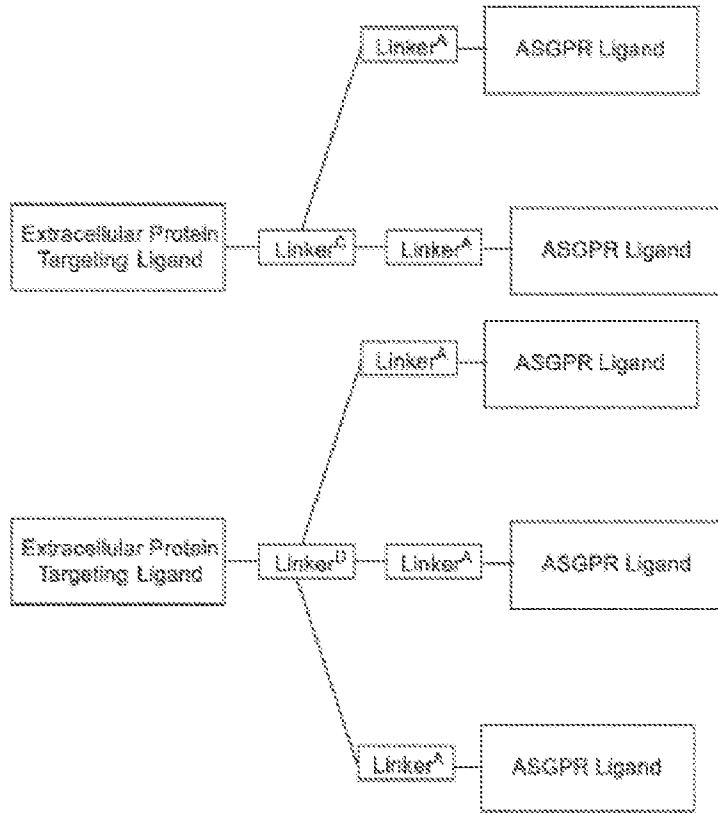 Linker^A
ASGPR Ligand
Extracellular Protein
Targeting Ligand
Linker^C
Linker^A
ASGPR Ligand
Linker^A
ASGPR Ligand
Extracellular Protein
Targeting Ligand
Linker^D
Linker^A
ASGPR Ligand
Linker^A
ASGPR Ligand